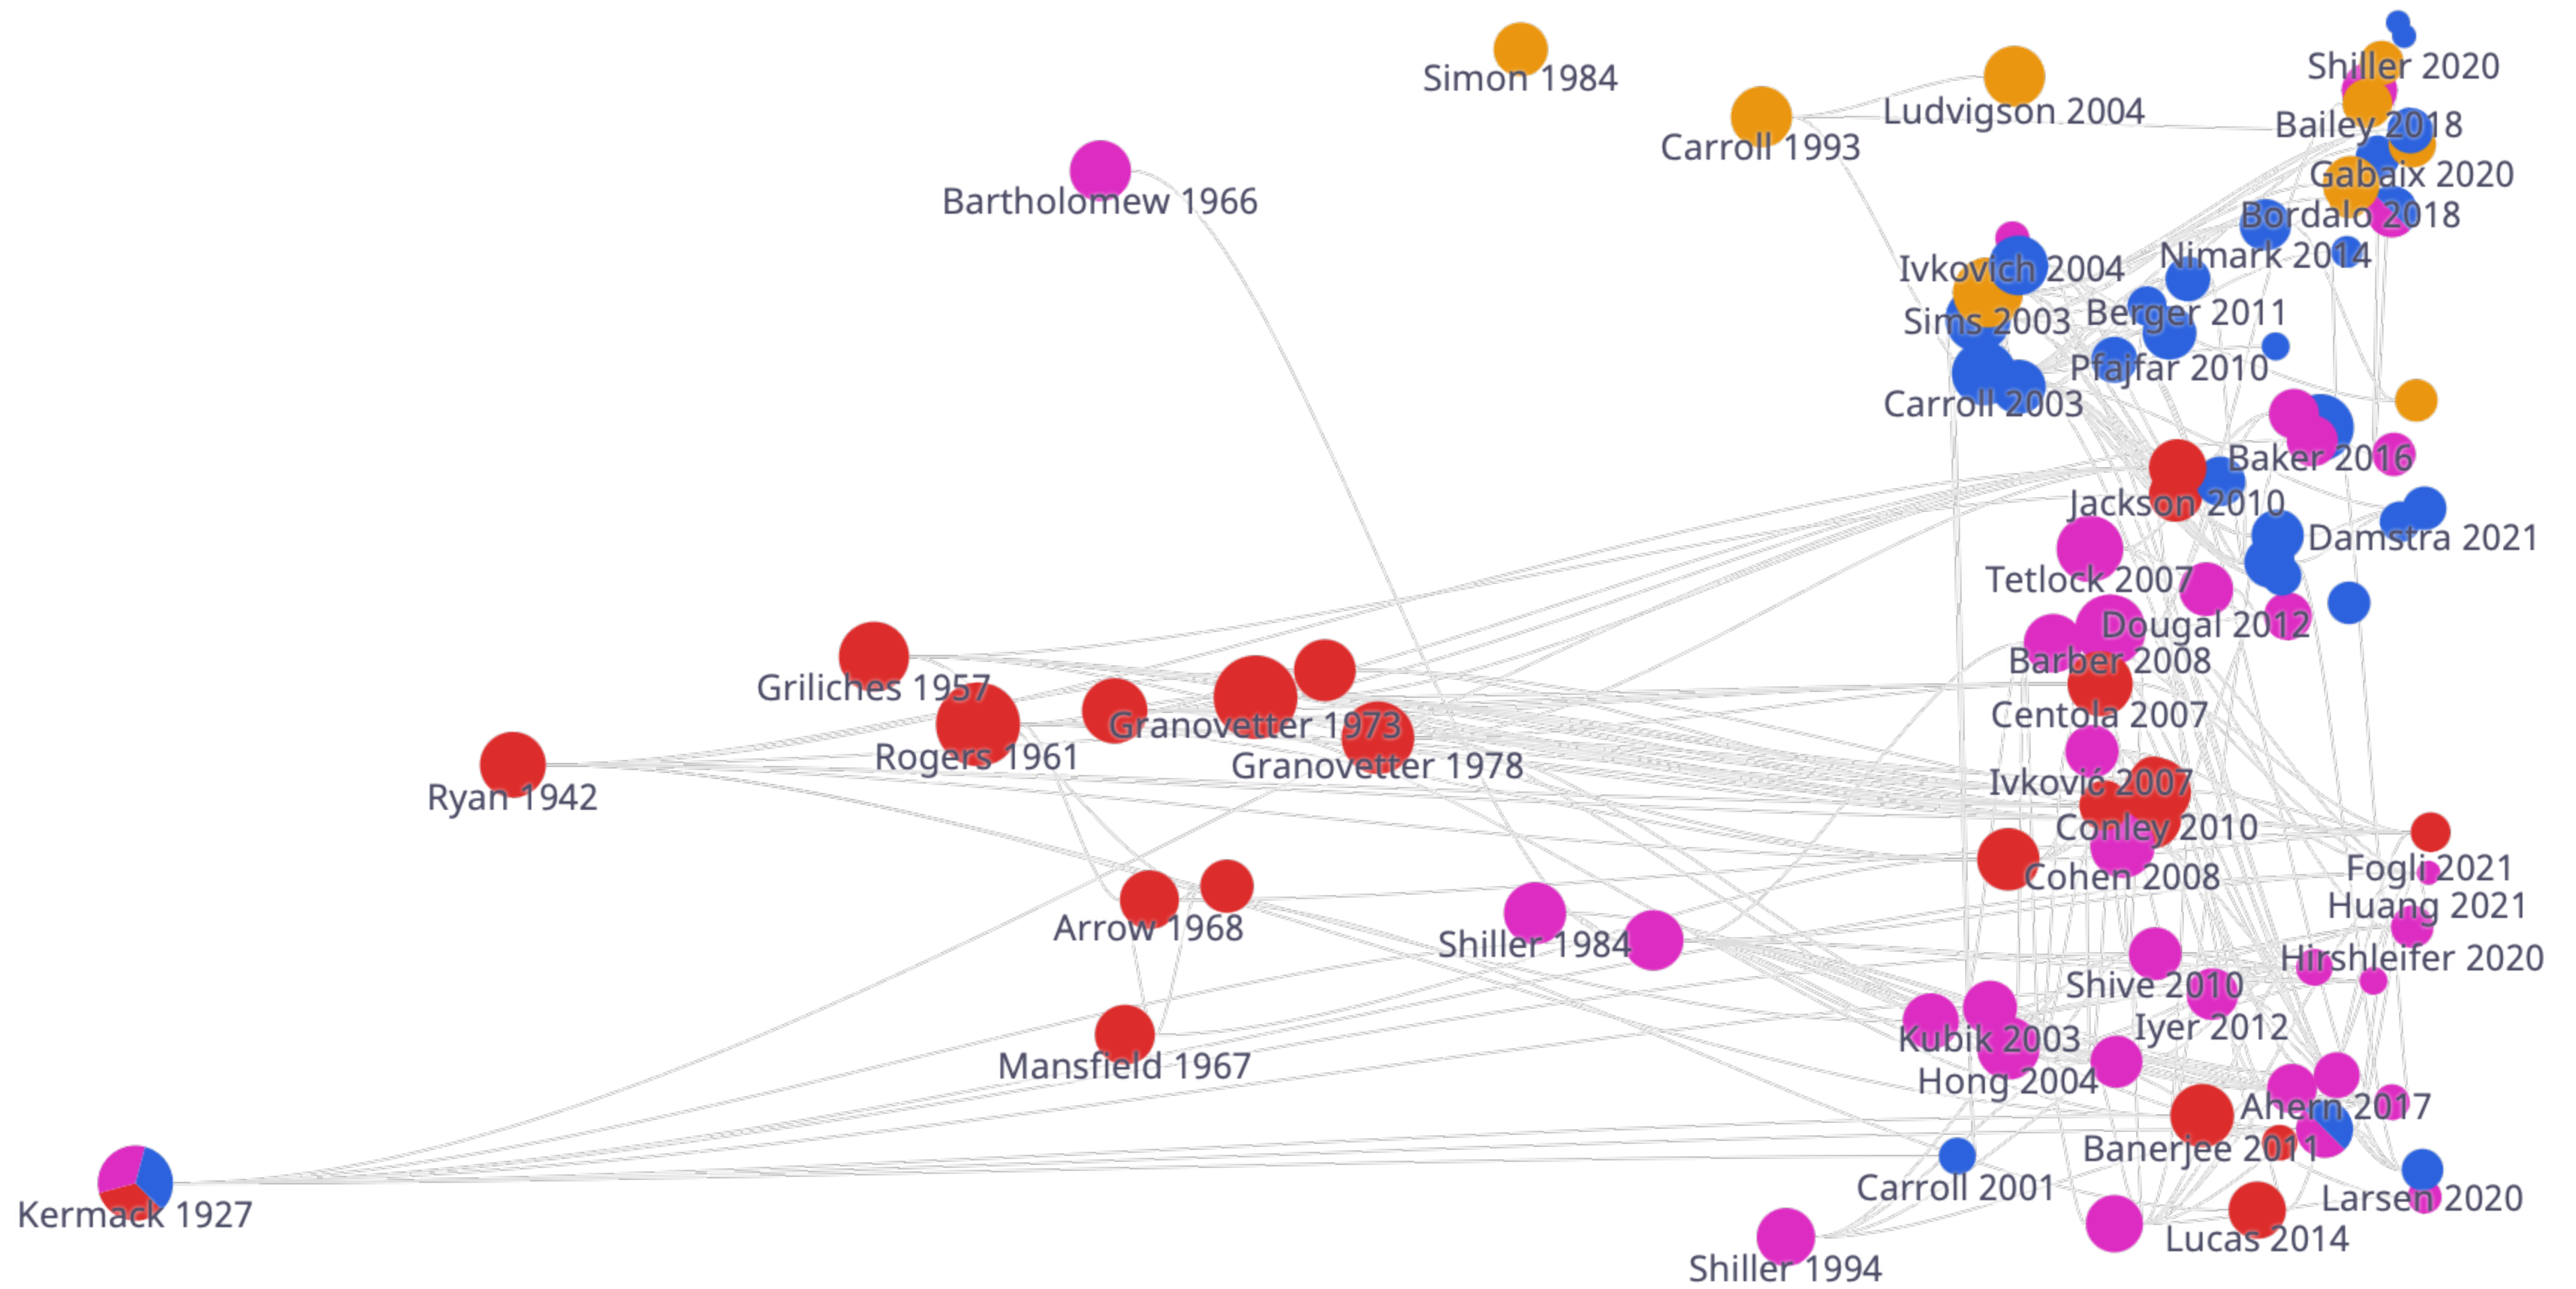 Simon 1984
Shiller 2020
Ludvigson 2004
Bailey 2018
Carroll 1993
Gabaix 2020
Bartholomew 1966
Bordalo 2018
Nimark 2014
Ivkovich 2004
Berger 2011
Sims 2003
Pfajfar 2010
Carroll 2003
Baker 2016
Jackson 2010
Damstra 2021
Tetlock 2007
Dougal 2012
Barber 2008
Griliches 1957
Centola 2007
Granovetter 1973
Rogers 1961
Granovetter 1978
Ivković 2007
Ryan 1942
Conley 2010
Fogli 2021
Cohen 2008
Huang 2021
Arrow 1968
Shiller 1984
Hirshleifer 2020
Shive 2010
Iyer 2012
Kubik 2003
Mansfield 1967
Hong 2004
Ahern 2017
Banerjee 2011
Carroll 2001
Larsen 2020
Kermack 1927
Lucas 2014
Shiller 1994